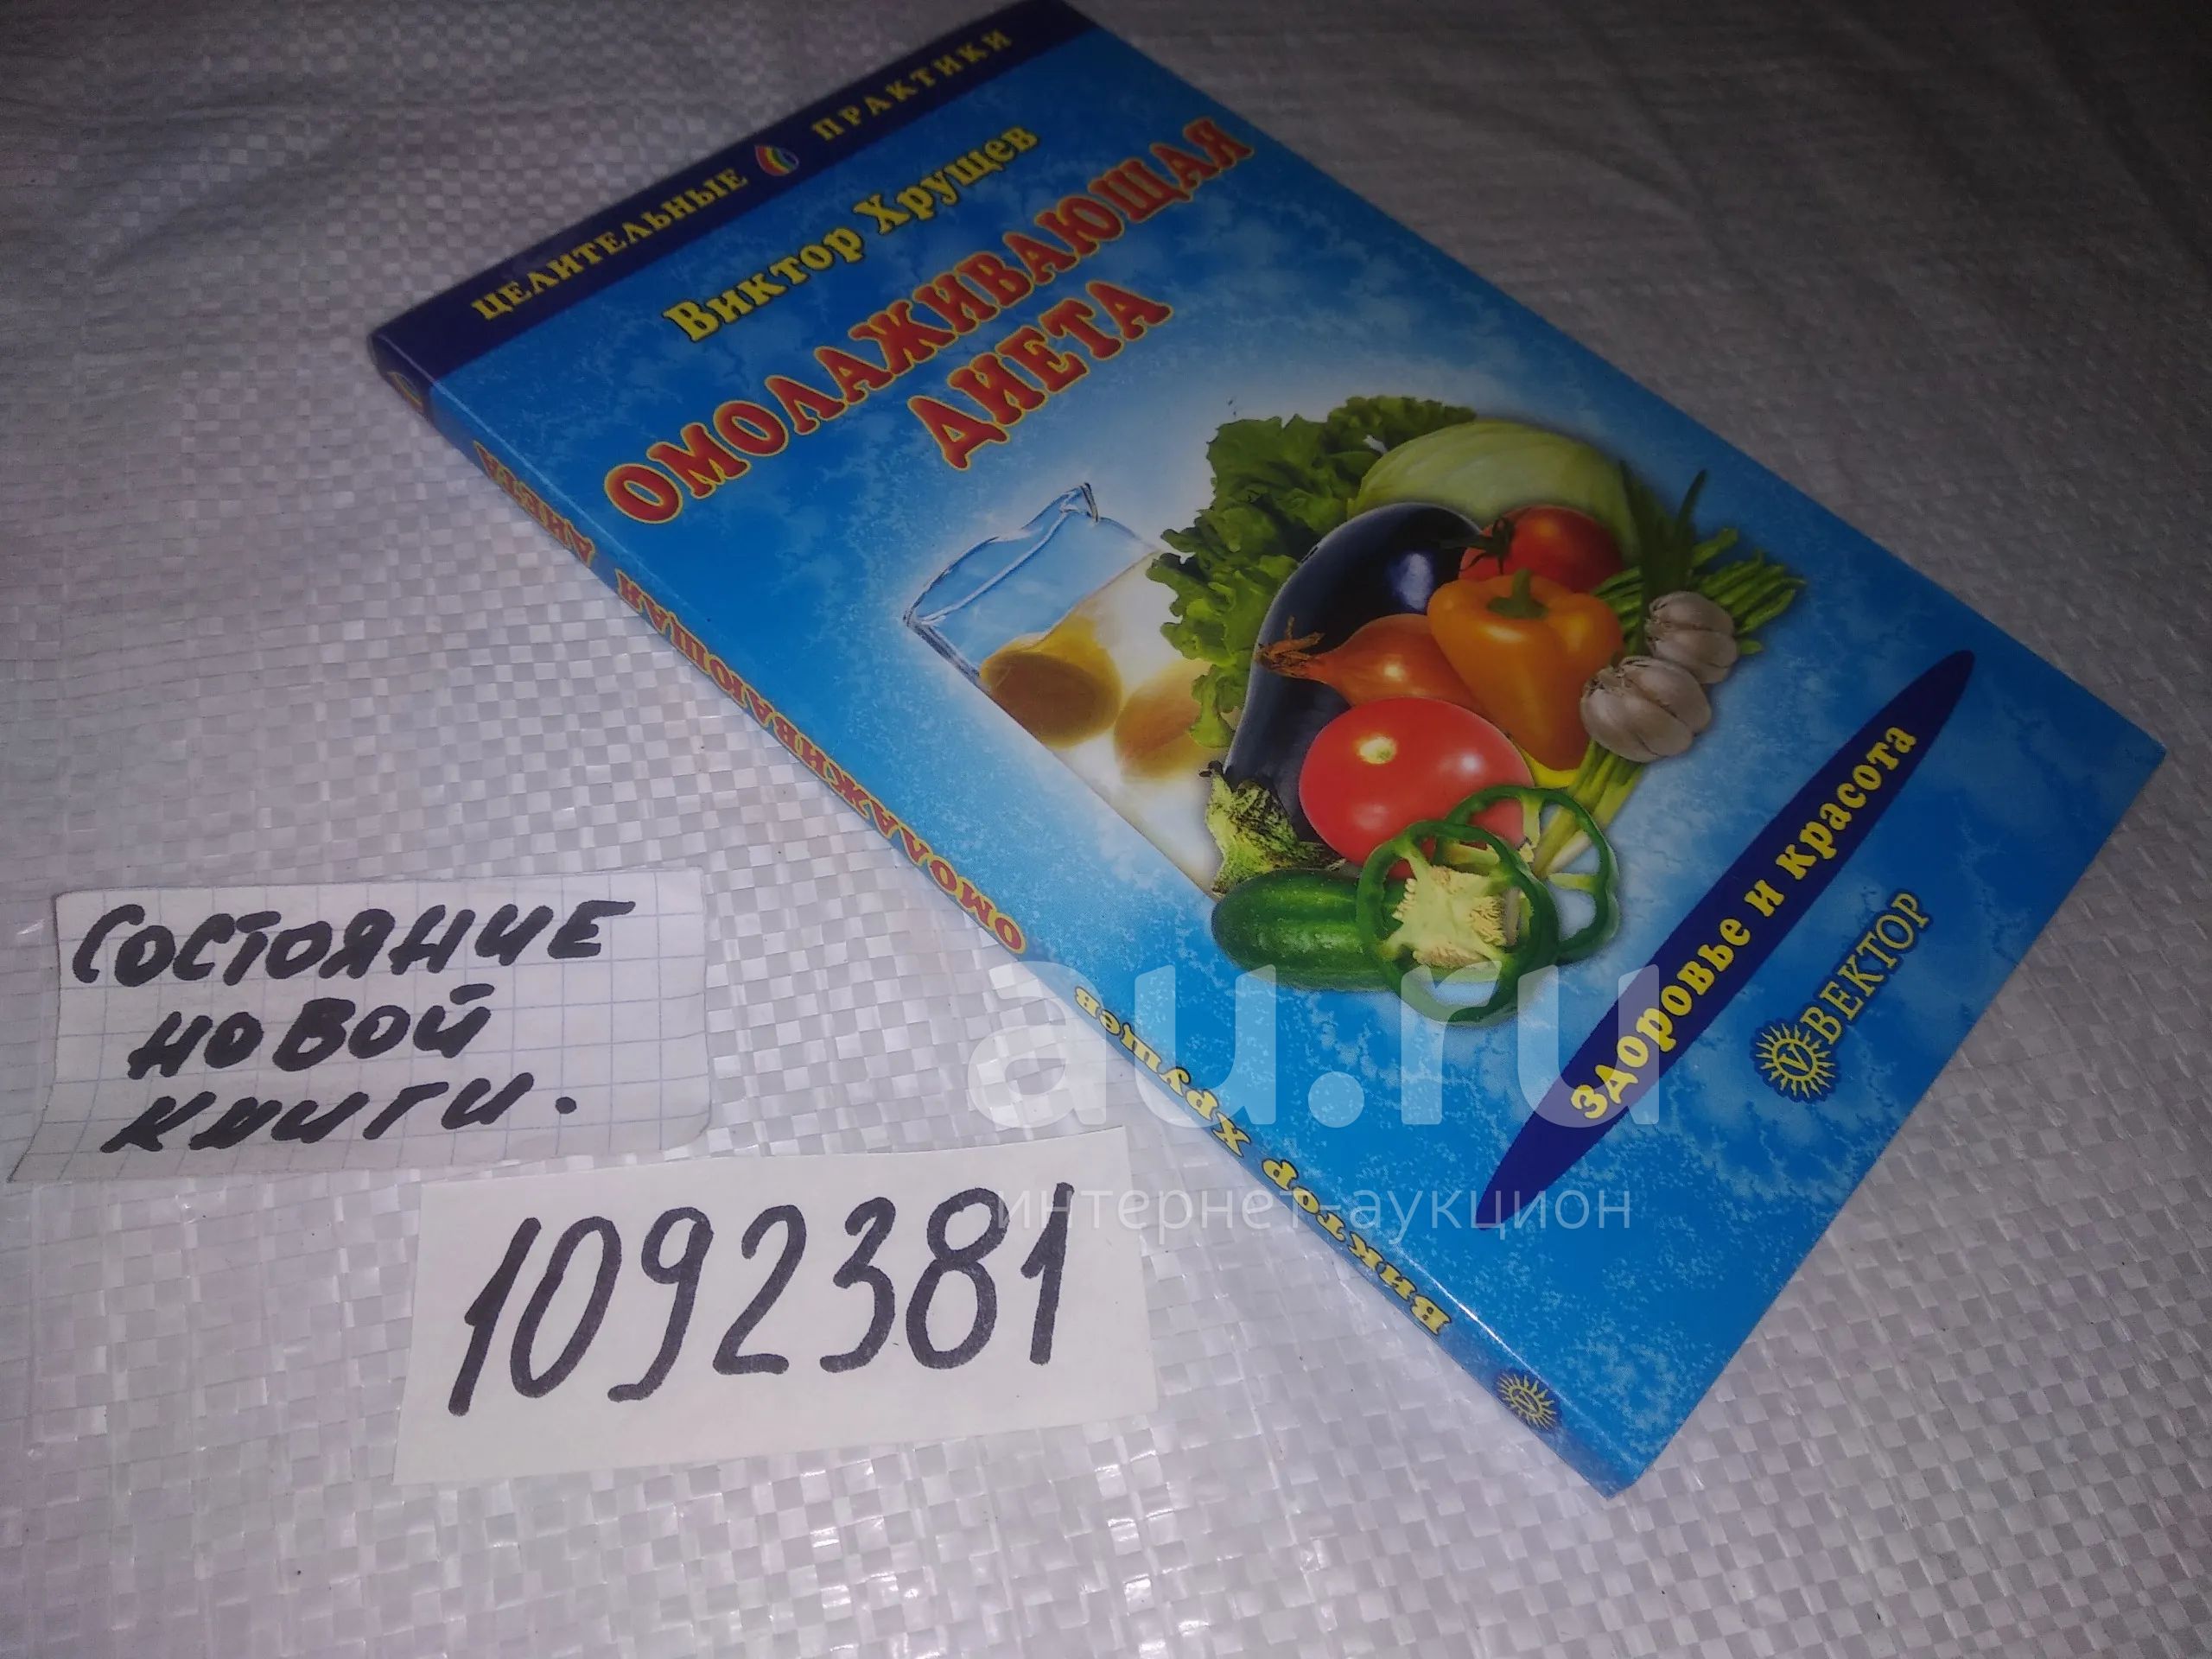 ЦЕЛИТЕЛЬНЫЕ ПРАКТИКИ
Виктор Хрущев
ОМОЛАЖИВАЮЩАЯ
ДИЕТА
Здоровье и красота
V ВЕКТОР
Виктор Хрущев ОМОЛАЖИВАЮЩАЯ ДИЕТА
V
СОСТОЯНИЕ
НОВОЙ
КНИГИ.
1092381
au.ru
интернет-аукцион